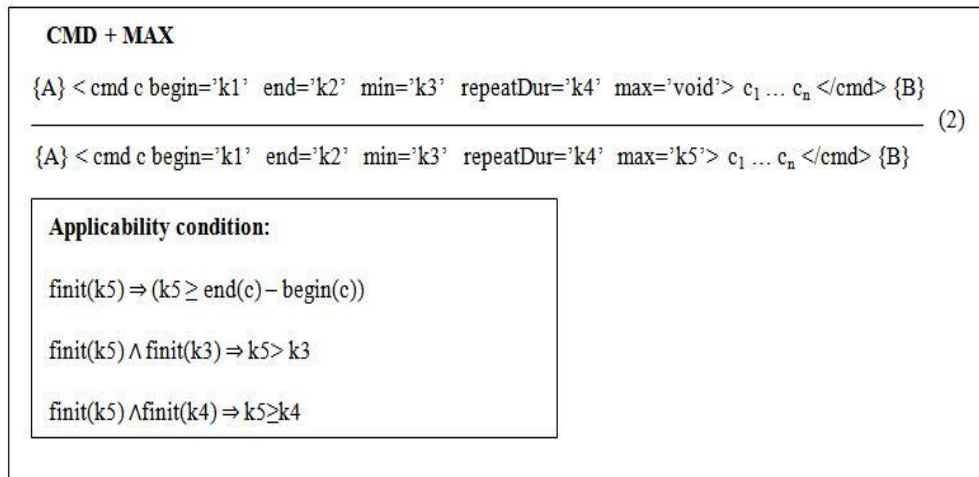 CMD + MAX
{A} < cmd c begin=’k1’ end=’k2’ min=’k3’ repeatDur=’k4’ max=’void’> c₁ … cₙ </cmd> {B}
(2)
{A} < cmd c begin=’k1’ end=’k2’ min=’k3’ repeatDur=’k4’ max=’k5’> c₁ … cₙ </cmd> {B}
Applicability condition:
finit(k5) ⇒ (k5 ≥ end(c) – begin(c))
finit(k5) ∧ finit(k3) ⇒ k5> k3
finit(k5) ∧finit(k4) ⇒ k5≥k4